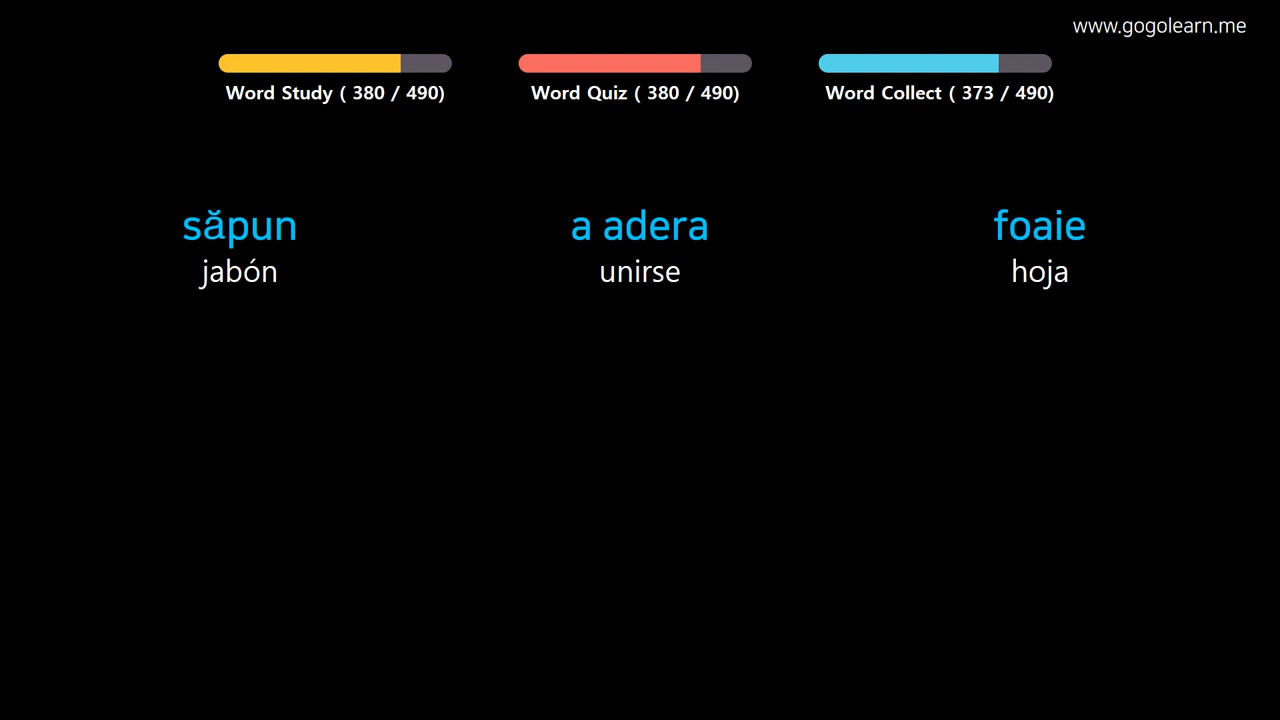 www.gogolearn.me
Word Study ( 380 / 490)
Word Quiz ( 380 / 490)
Word Collect ( 373 / 490)
săpun
a adera
foaie
jabón
unirse
hoja